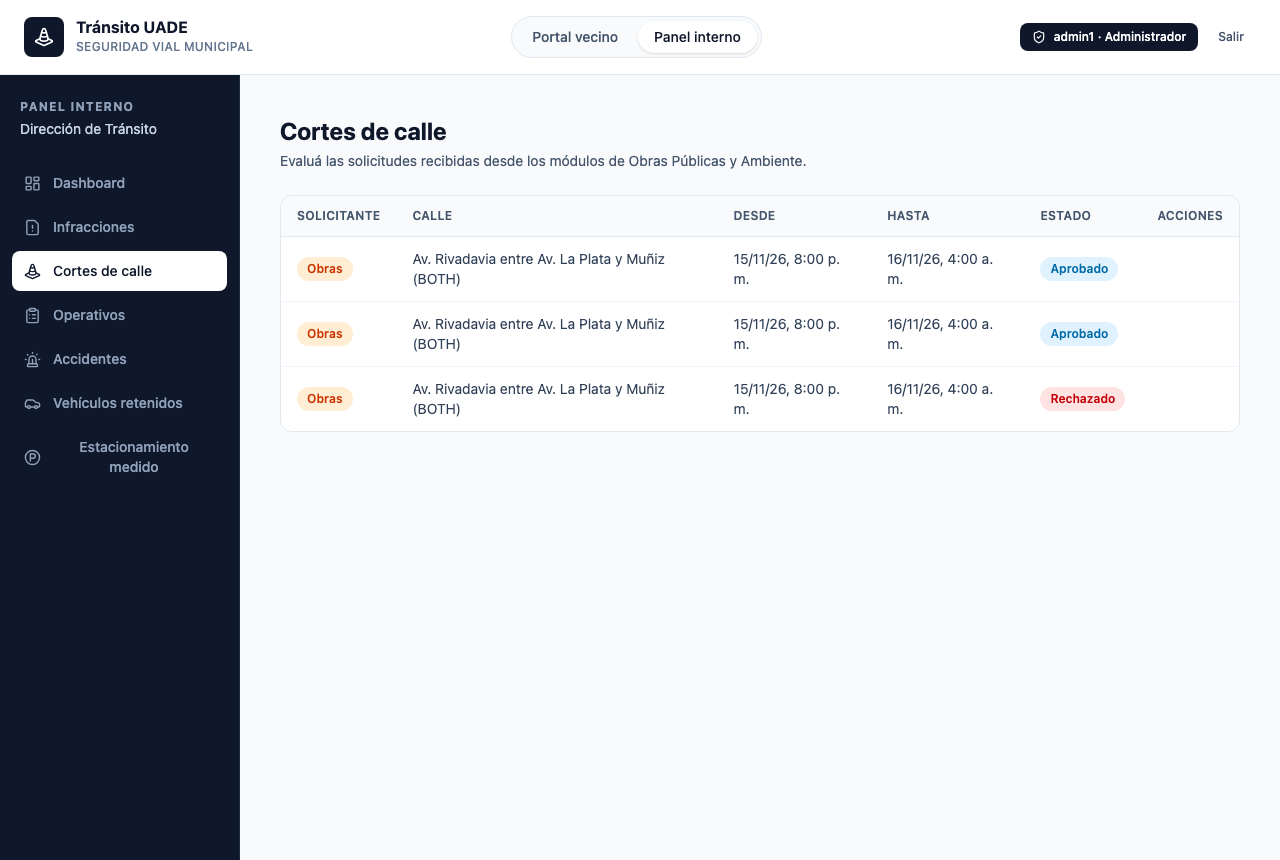 Tránsito UADE
SEGURIDAD VIAL MUNICIPAL
Portal vecino
Panel interno
admin1 · Administrador
Salir
PANEL INTERNO
Dirección de Tránsito
Dashboard
Infracciones
Cortes de calle
Operativos
Accidentes
Vehículos retenidos
P
Estacionamiento
medido
Cortes de calle
Evaluá las solicitudes recibidas desde los módulos de Obras Públicas y Ambiente.
SOLICITANTE CALLE DESDE HASTA ESTADO ACCIONES
Obras Av. Rivadavia entre Av. La Plata y Muñiz 15/11/26, 8:00 p. 16/11/26, 4:00 a. Aprobado
(BOTH) m. m.
Obras Av. Rivadavia entre Av. La Plata y Muñiz 15/11/26, 8:00 p. 16/11/26, 4:00 a. Aprobado
(BOTH) m. m.
Obras Av. Rivadavia entre Av. La Plata y Muñiz 15/11/26, 8:00 p. 16/11/26, 4:00 a. Rechazado
(BOTH) m. m.